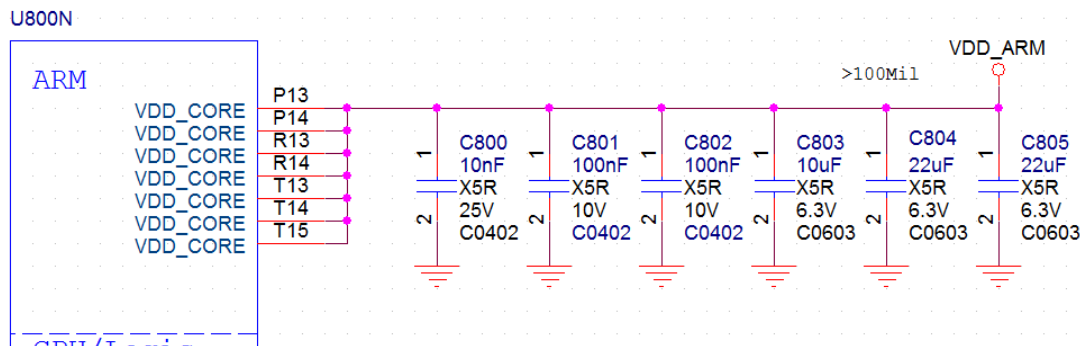 U800N
ARM
VDD_CORE P13
VDD_CORE P14
VDD_CORE R13
VDD_CORE R14
VDD_CORE T13
VDD_CORE T14
VDD_CORE T15
VDD_ARM
>100Mil
1
2
C800
10nF
X5R
25V
C0402
1
2
C801
100nF
X5R
10V
C0402
1
2
C802
100nF
X5R
10V
C0402
1
2
C803
10uF
X5R
6.3V
C0603
1
2
C804
22uF
X5R
6.3V
C0603
1
2
C805
22uF
X5R
6.3V
C0603